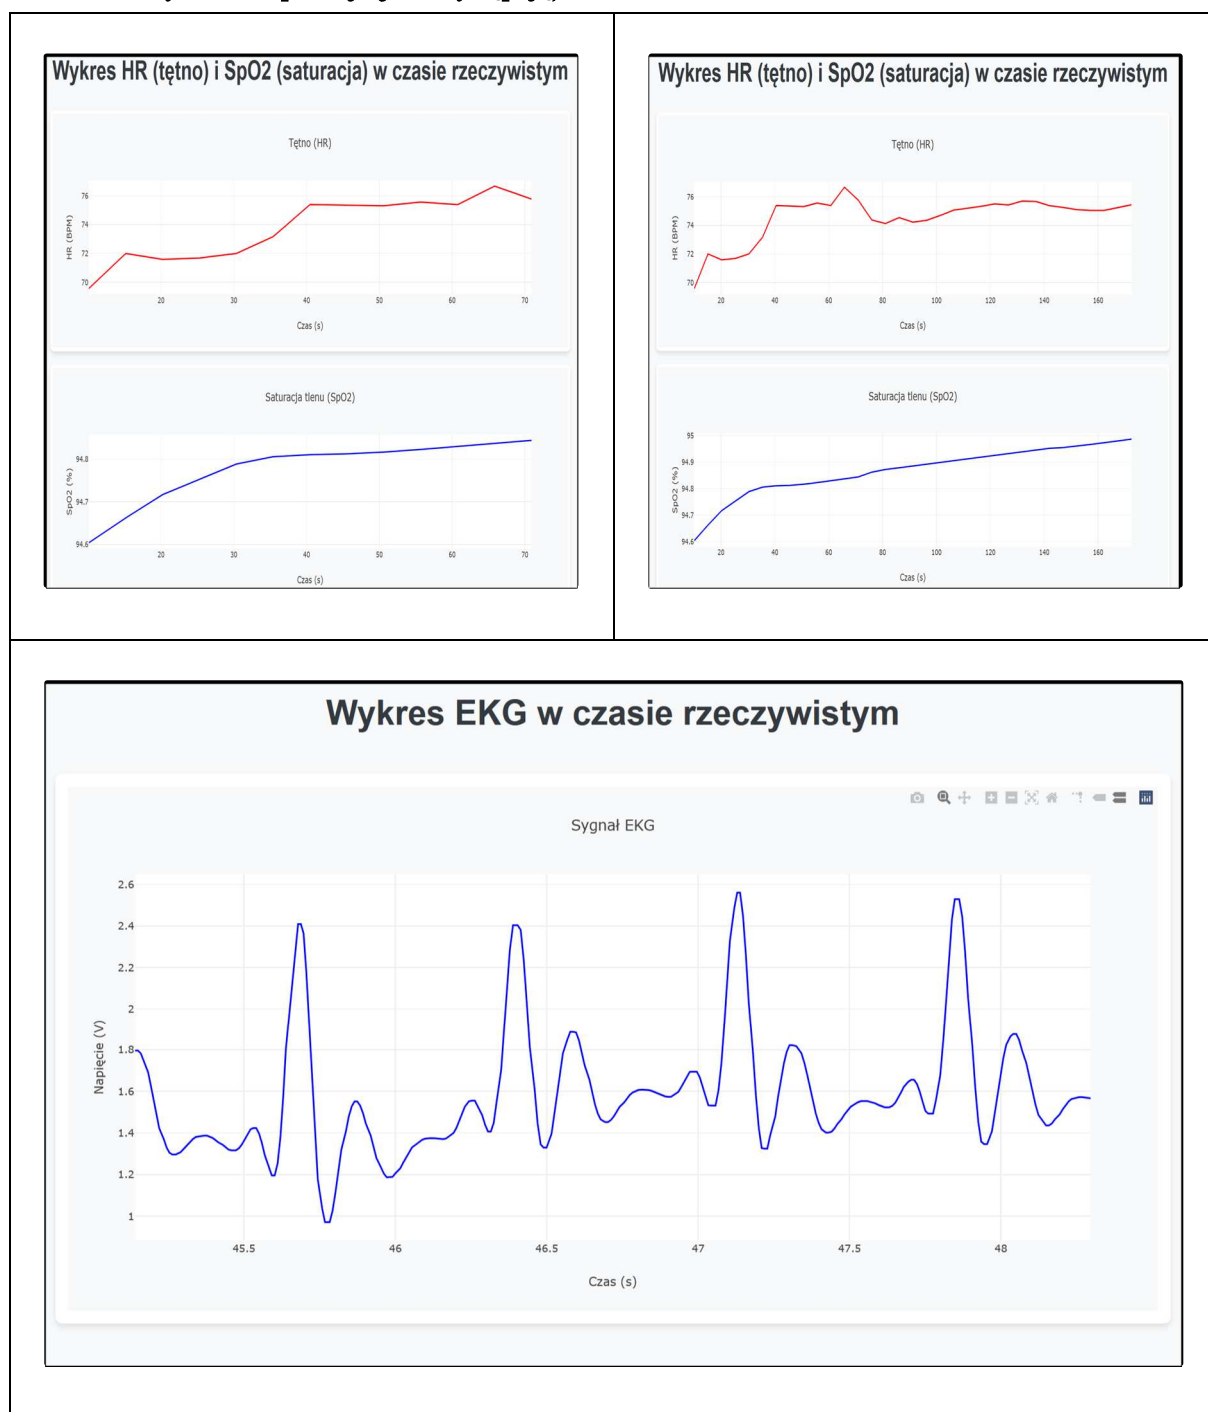 Wykres HR (tętno) i SpO2 (saturacja) w czasie rzeczywistym
Tętno (HR)
76
74
72
70
HR (BPM)
20 30 40 50 60 70
Czas (s)
Saturacja tlenu (SpO2)
94.8
94.7
94.6
SpO2 (%)
20 30 40 50 60 70
Czas (s)
Wykres HR (tętno) i SpO2 (saturacja) w czasie rzeczywistym
Tętno (HR)
76
74
72
70
HR (BPM)
20 40 60 80 100 120 140 160
Czas (s)
Saturacja tlenu (SpO2)
95
94.9
94.8
94.7
94.6
SpO2 (%)
20 40 60 80 100 120 140 160
Czas (s)
Wykres EKG w czasie rzeczywistym
Sygnał EKG
2.6
2.4
2.2
2
1.8
1.6
1.4
1.2
1
Napięcie (V)
45.5 46 46.5 47 47.5 48
Czas (s)